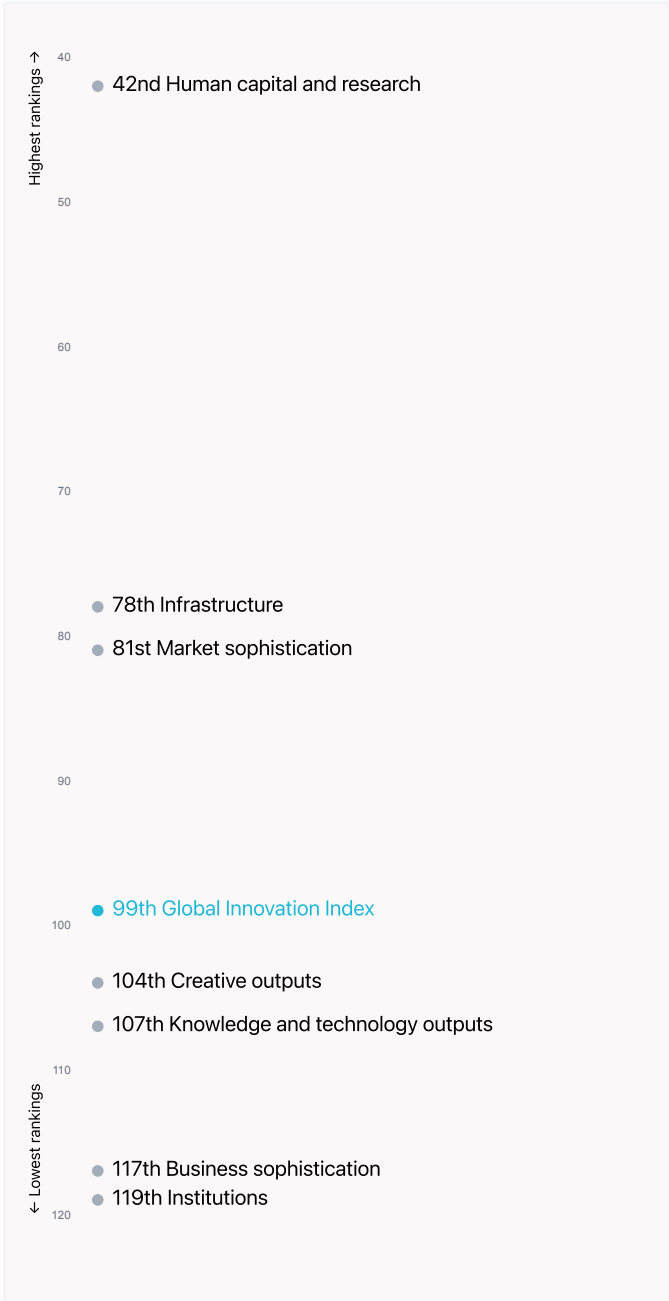 Highest rankings →
40
42nd Human capital and research
50
60
70
78th Infrastructure
80
81st Market sophistication
90
99th Global Innovation Index
100
104th Creative outputs
107th Knowledge and technology outputs
110
← Lowest rankings
117th Business sophistication
119th Institutions
120